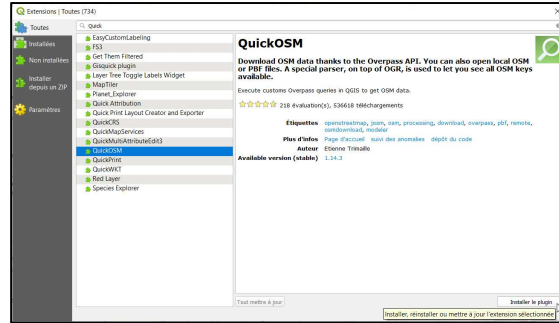 Extensions | Toutes (734)
Toutes
Installées
Non installées
Installer
depuis un ZIP
Paramètres
Quick
EasyCustomLabeling
FS3
Get Them Filtered
Gisquick plugin
Layer Tree Toggle Labels Widget
MapTiler
Planet_Explorer
Quick Attribution
Quick Print Layout Creator and Exporter
QuickCRS
QuickMapServices
QuickMultiAttributeEdit3
QuickOSM
QuickPrint
QuickWKT
Red Layer
Species Explorer
QuickOSM
Download OSM data thanks to the Overpass API. You can also open local OSM
or PBF files. A special parser, on top of OGR, is used to let you see all OSM keys
available.
Execute customs Overpass queries in QGIS to get OSM data.
218 évaluation(s), 536618 téléchargements
Étiquettes openstreetmap, josm, osm, processing, download, overpass, pbf, remote,
osmdownload, modeler
Plus d'infos Page d'accueil suivi des anomalies dépôt du code
Auteur Etienne Trimaille
Available version (stable) 1.14.3
Tout mettre à jour
Installer le plugin
Installer, réinstaller ou mettre à jour l'extension sélectionnée